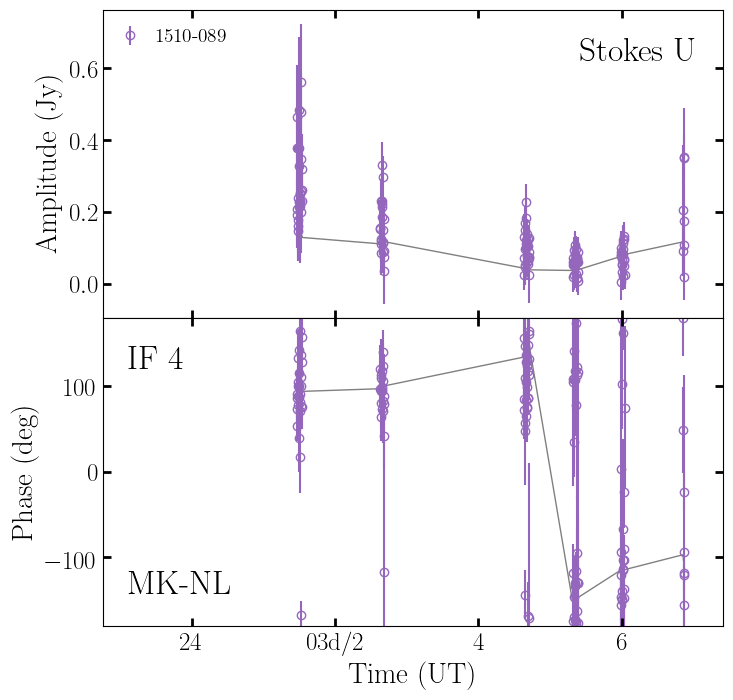 1510-089
Stokes U
Amplitude (Jy)
0.6
0.4
0.2
0.0
IF 4
Phase (deg)
100
0
−100
MK-NL
24
03d/2
4
6
Time (UT)